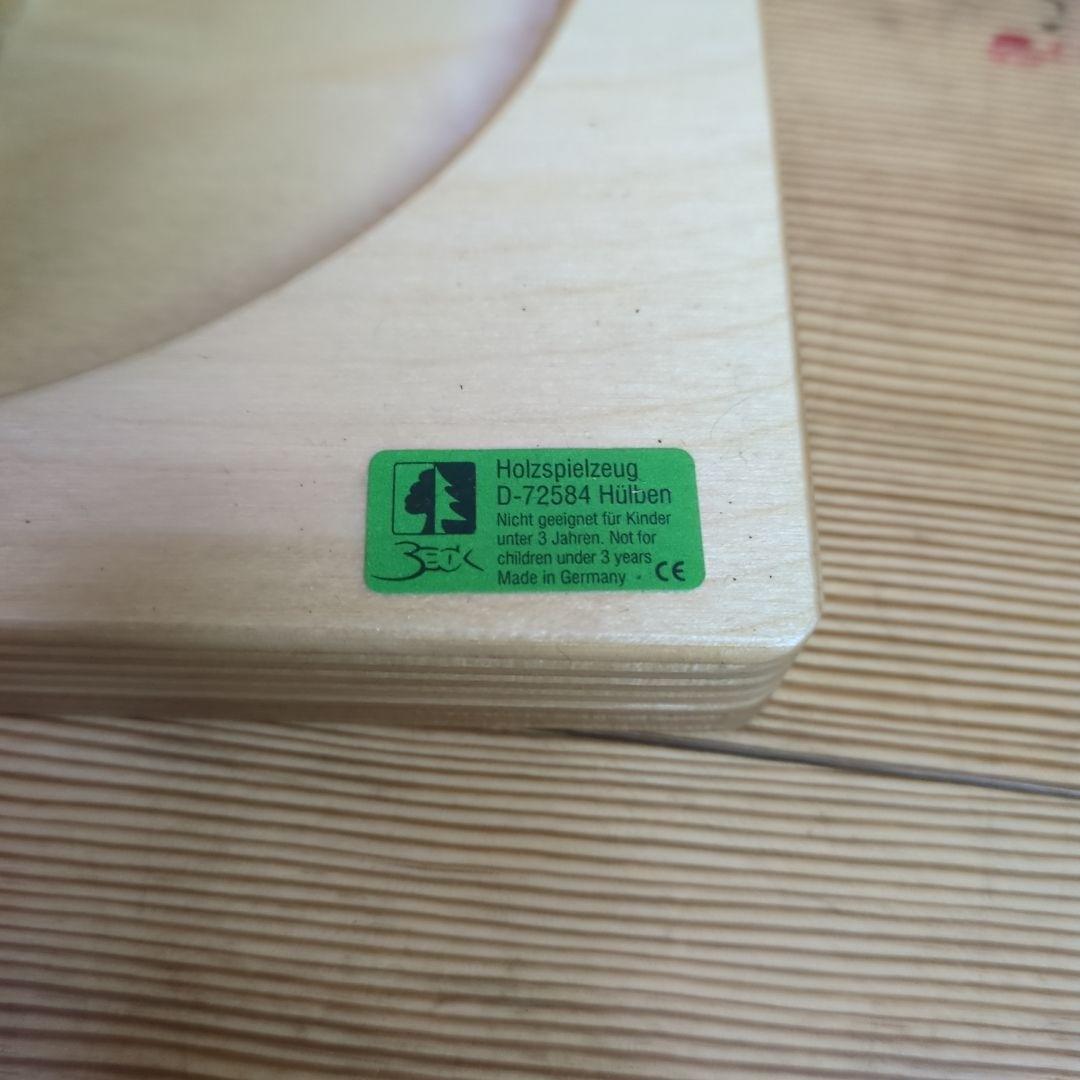 Holzspielzeug
D-72584 Hülben
Nicht geeignet für Kinder
unter 3 Jahren. Not for
children under 3 years
Made in Germany
CE
BECK